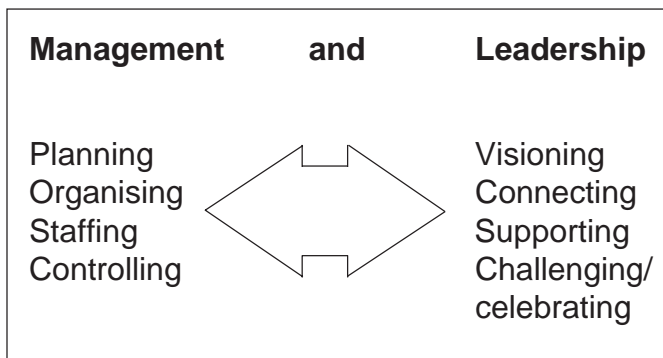 Management and Leadership
Planning
Organising
Staffing
Controlling
Visioning
Connecting
Supporting
Challenging/
celebrating